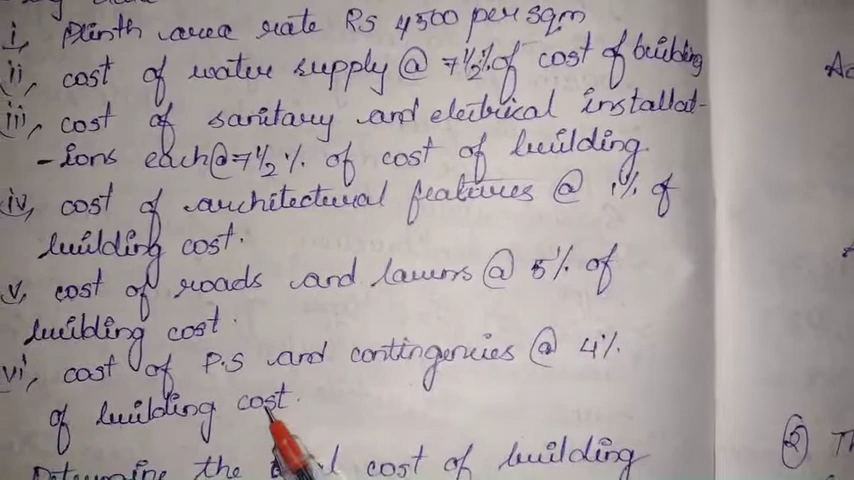 i, plinth area rate Rs 4500 per sqm
ii, cost of water supply @ 7½% of cost of building
iii, cost of sanitary and electrical installat-
-ions each @ 7½% of cost of building.
iv, cost of architectural features @ 1% of
building cost.
v, cost of roads and lawns @ 5% of
building cost.
vi, cost of P.S and contingencies @ 4%
of building cost.
Determine the cost of building